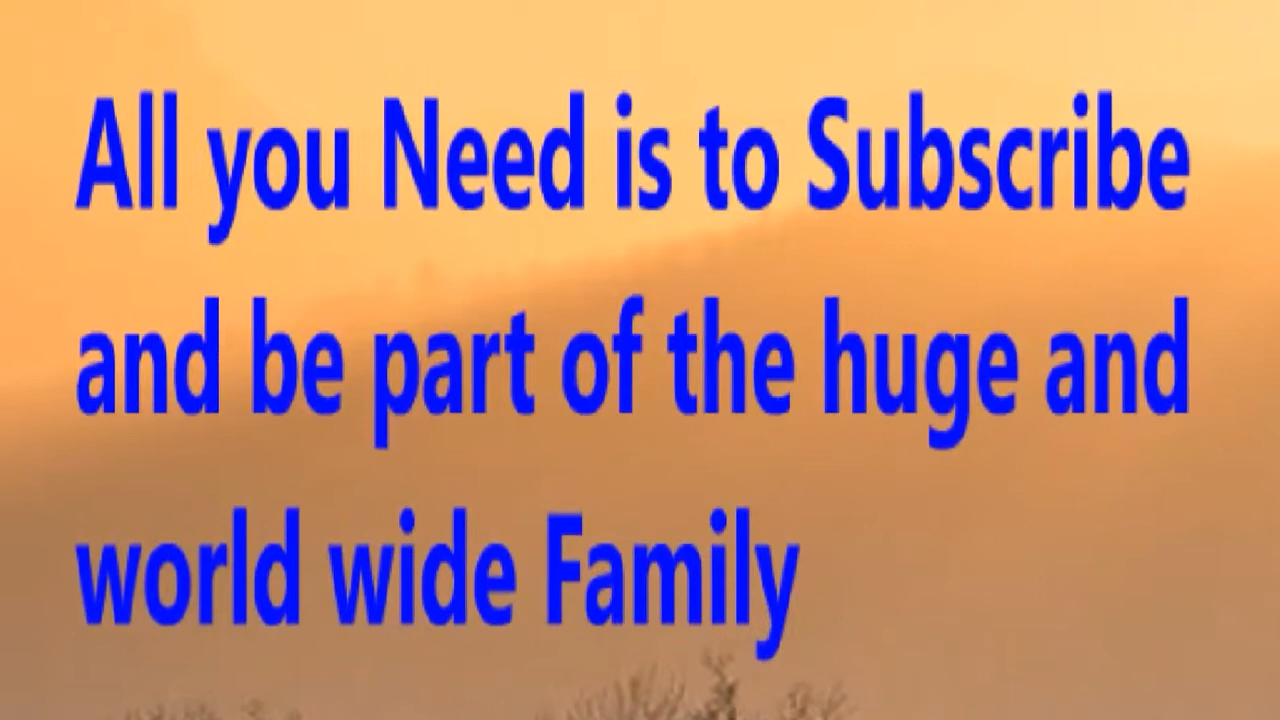 All you Need is to Subscribe
and be part of the huge and
world wide Family